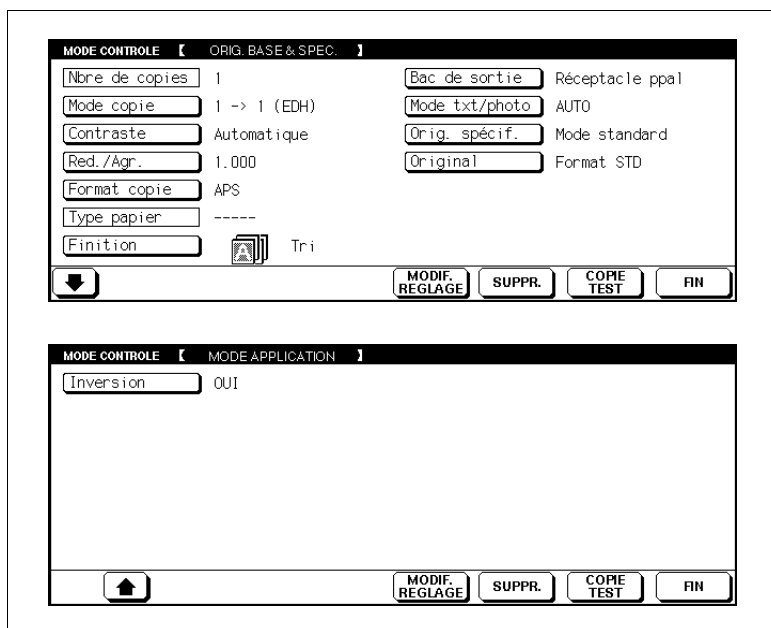 MODE CONTROLE 【 ORIG. BASE & SPEC. 】
Nbre de copies 1 Bac de sortie Réceptacle ppal
Mode copie 1 -> 1 (EDH) Mode txt/photo AUTO
Contraste Automatique Orig. spécif. Mode standard
Red./Agr. 1.000 Original Format STD
Format copie APS
Type papier -----
Finition A Tri
MODIF. REGLAGE SUPPR. COPIE TEST FIN
MODE CONTROLE 【 MODE APPLICATION 】
Inversion OUI
MODIF. REGLAGE SUPPR. COPIE TEST FIN